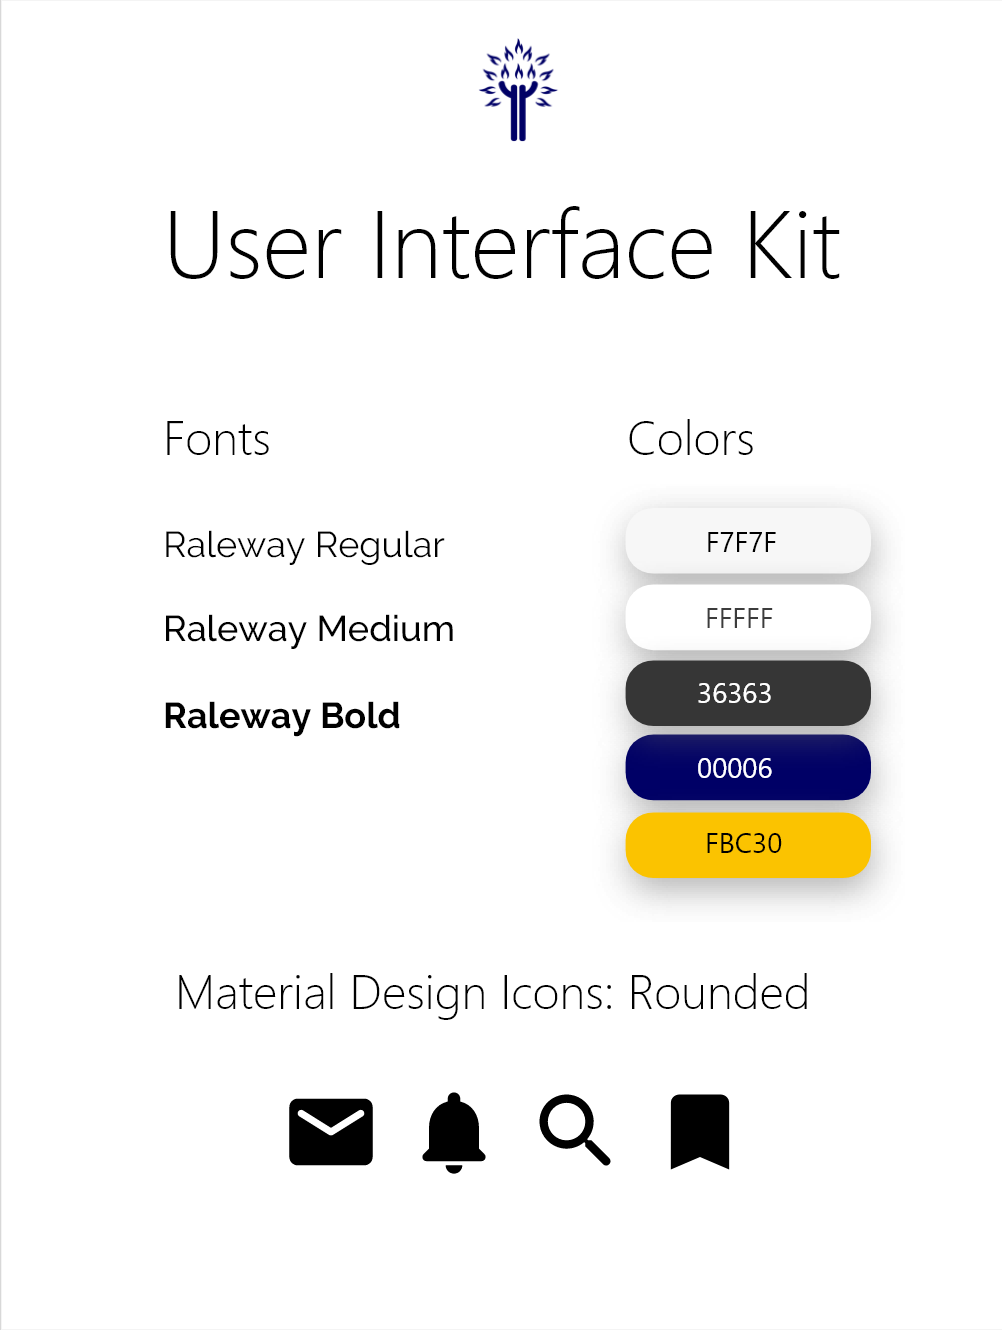 User Interface Kit
Fonts
Raleway Regular
Raleway Medium
Raleway Bold
Colors
F7F7F
FFFFF
36363
00006
FBC30
Material Design Icons: Rounded